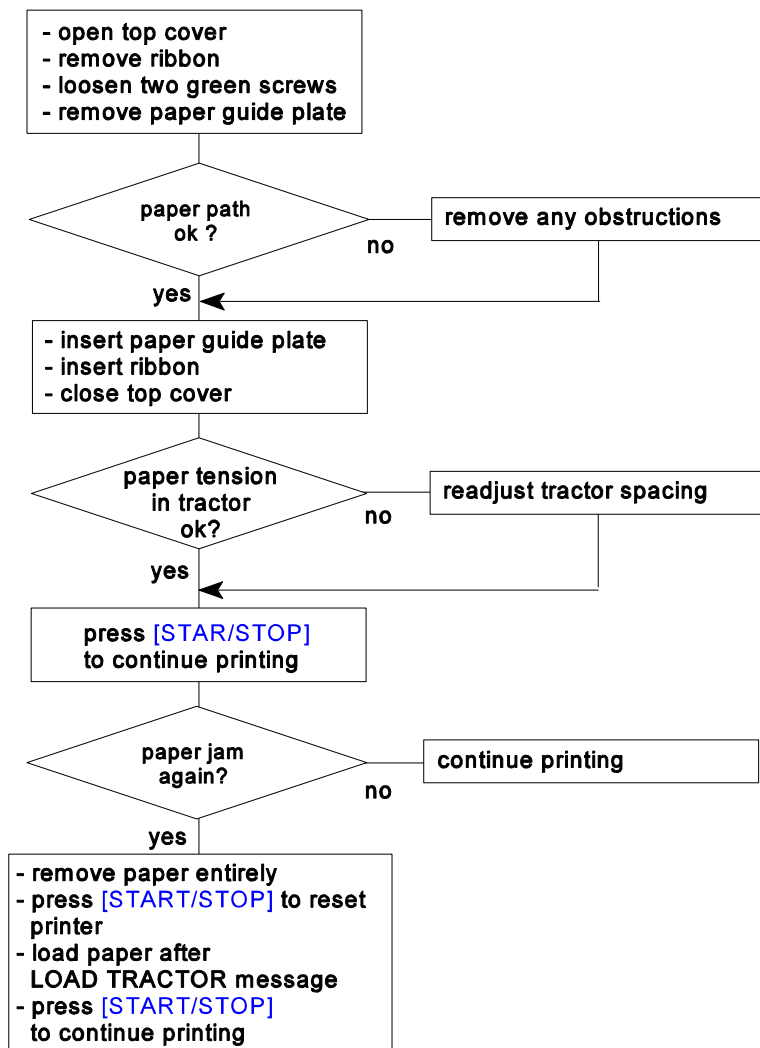 - open top cover
- remove ribbon
- loosen two green screws
- remove paper guide plate
paper path
ok ?
no
remove any obstructions
yes
- insert paper guide plate
- insert ribbon
- close top cover
paper tension
in tractor
ok?
no
readjust tractor spacing
yes
press [STAR/STOP]
to continue printing
paper jam
again?
no
continue printing
yes
- remove paper entirely
- press [START/STOP] to reset
printer
- load paper after
LOAD TRACTOR message
- press [START/STOP]
to continue printing